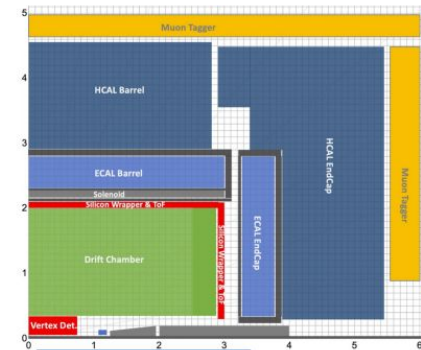 5
Muon Tagger
4
HCAL Barrel
3
HCAL EndCap
ECAL Barrel
Muon Tagger
Solenoid
Silicon Wrapper & ToF
2
ECAL EndCap
Silicon Wrapper & ToF
Drift Chamber
1
Vertex Det.
0
0 1 2 3 4 5 6